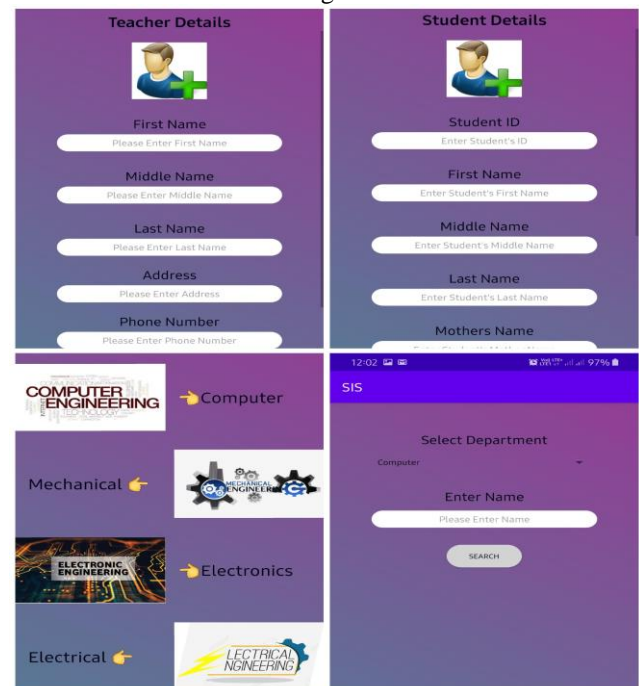 Teacher Details
First Name
Please Enter First Name
Middle Name
Please Enter Middle Name
Last Name
Please Enter Last Name
Address
Please Enter Address
Phone Number
Please Enter Phone Number
Student Details
Student ID
Enter Student's ID
First Name
Enter Student's First Name
Middle Name
Enter Student's Middle Name
Last Name
Enter Student's Last Name
Mothers Name
COMPUTER
ENGINEERING
TECHNOLOGY
Computer
Mechanical
MECHANICAL
ENGINEER
ELECTRONIC
ENGINEERING
Electronics
Electrical
LECTRICAL
NGINEERING
12:02 97%
SIS
Select Department
Computer
Enter Name
Please Enter Name
SEARCH